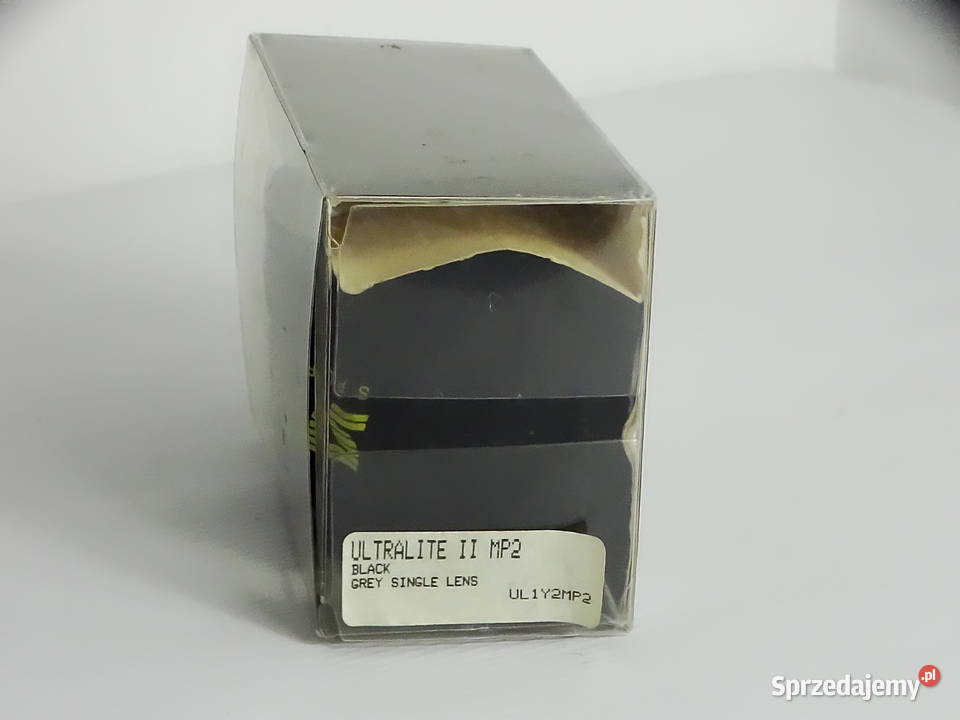 S
ULTRALITE II MP2
BLACK
GREY SINGLE LENS
UL1Y2MP2
Sprzedajemy.pl